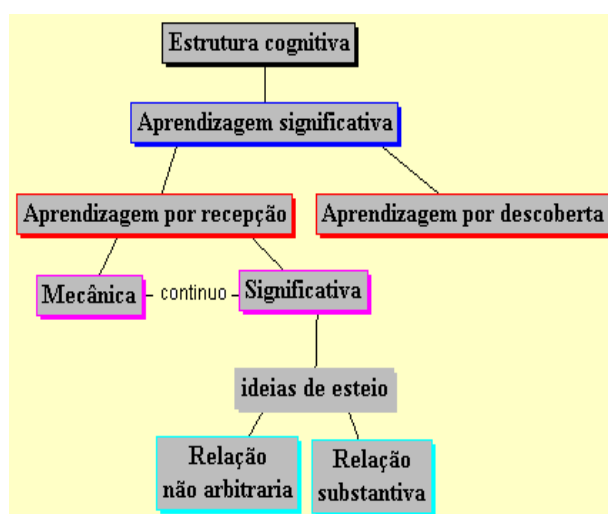 Estrutura cognitiva
Aprendizagem significativa
Aprendizagem por recepção
Aprendizagem por descoberta
Mecânica
continuo
Significativa
ideias de esteio
Relação
não arbitraria
Relação
substantiva